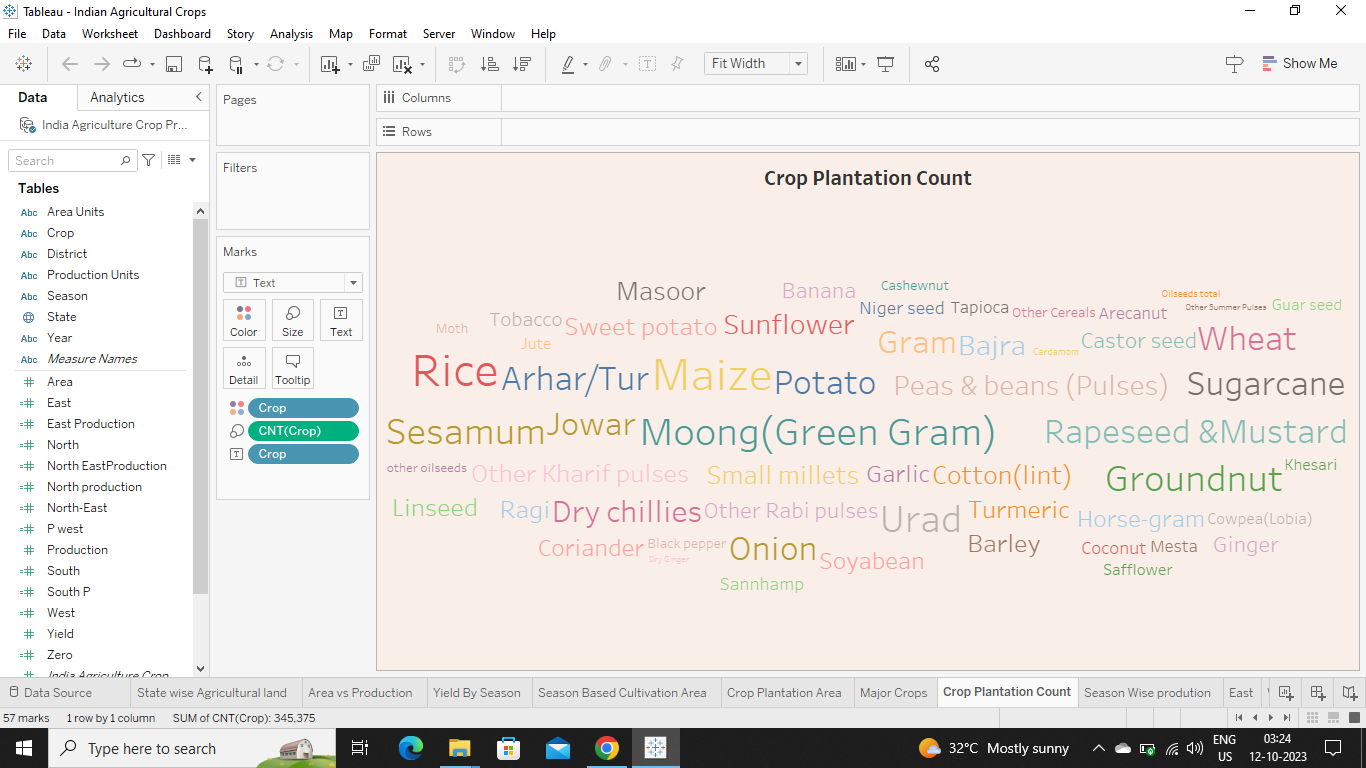 Tableau - Indian Agricultural Crops
File Data Worksheet Dashboard Story Analysis Map Format Server Window Help
Fit Width
Show Me
Data Analytics
India Agriculture Crop Pr...
Search
Tables
Abc Area Units
Abc Crop
Abc District
Abc Production Units
Abc Season
State
Abc Year
Abc Measure Names
Area
East
East Production
North
North EastProduction
North production
North-East
P west
Production
South
South P
West
Yield
Zero
India Agriculture Crop
Pages
Filters
Marks
Text
Color Size Text
Detail Tooltip
Crop
CNT(Crop)
Crop
Columns
Rows
Crop Plantation Count
Masoor Banana Cashewnut Oilseeds total
Niger seed Tapioca Other Cereals Arecanut Other Summer Pulses Guar seed
Moth Tobacco Sweet potato Sunflower
Jute Gram Bajra Cardamom Castor seed Wheat
Rice Arhar/Tur Maize Potato Peas & beans (Pulses) Sugarcane
Sesamum Jowar Moong(Green Gram) Rapeseed &Mustard
other oilseeds Other Kharif pulses Small millets Garlic Cotton(lint) Groundnut Khesari
Linseed Ragi Dry chillies Other Rabi pulses Urad Turmeric Horse-gram Cowpea(Lobia)
Coriander Black pepper Onion Soyabean Barley Coconut Mesta Ginger
Dry Ginger
Sannhamp Safflower
Data Source State wise Agricultural land Area vs Production Yield By Season Season Based Cultivation Area Crop Plantation Area Major Crops Crop Plantation Count Season Wise prodution East
57 marks 1 row by 1 column SUM of CNT(Crop): 345,375
Type here to search
32°C Mostly sunny
ENG
US
03:24
12-10-2023